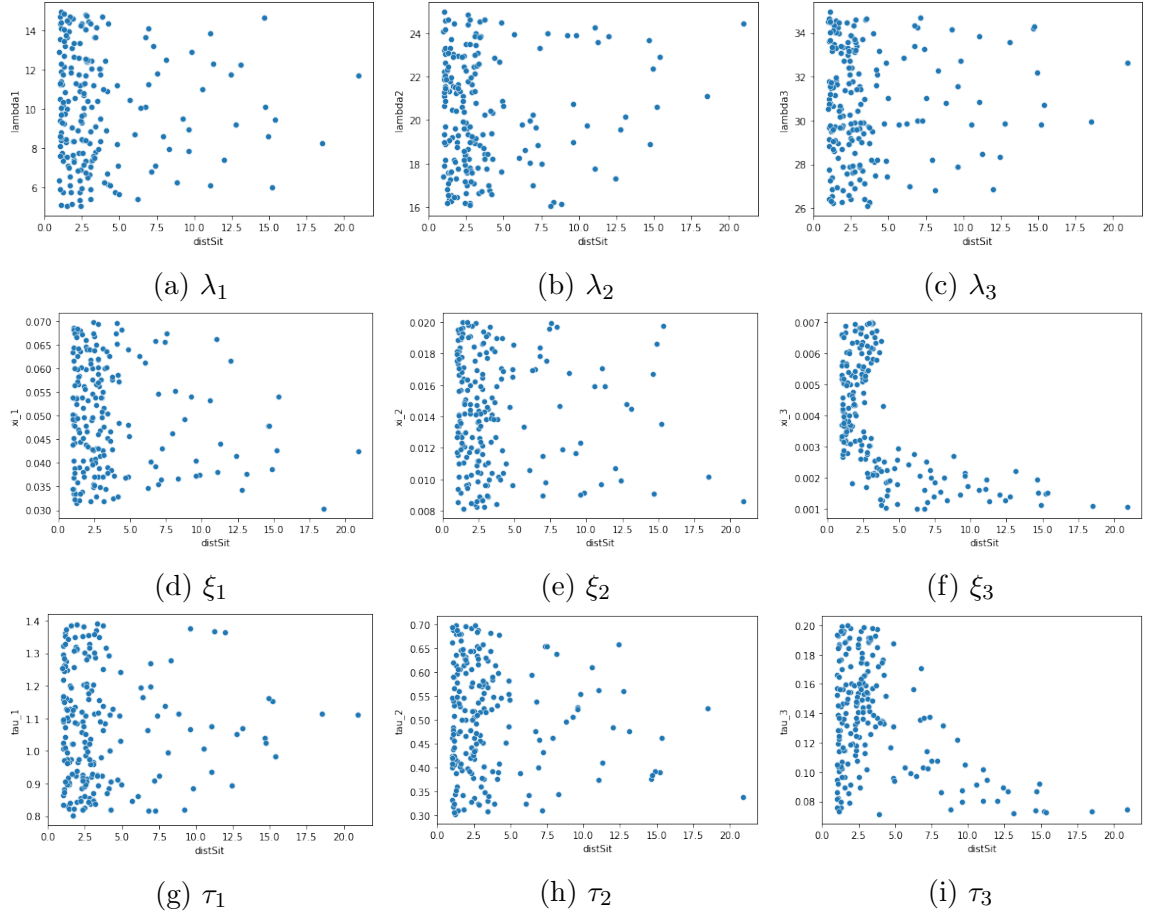 14
12
10
8
6
lambda1
0.0 2.5 5.0 7.5 10.0 12.5 15.0 17.5 20.0
distSit
(a) λ₁
24
22
20
18
16
lambda2
0.0 2.5 5.0 7.5 10.0 12.5 15.0 17.5 20.0
distSit
(b) λ₂
34
32
30
28
26
lambda3
0.0 2.5 5.0 7.5 10.0 12.5 15.0 17.5 20.0
distSit
(c) λ₃
0.070
0.065
0.060
0.055
0.050
0.045
0.040
0.035
0.030
xi_1
0.0 2.5 5.0 7.5 10.0 12.5 15.0 17.5 20.0
distSit
(d) ξ₁
0.020
0.018
0.016
0.014
0.012
0.010
0.008
xi_2
0.0 2.5 5.0 7.5 10.0 12.5 15.0 17.5 20.0
distSit
(e) ξ₂
0.007
0.006
0.005
0.004
0.003
0.002
0.001
xi_3
0.0 2.5 5.0 7.5 10.0 12.5 15.0 17.5 20.0
distSit
(f) ξ₃
1.4
1.3
1.2
1.1
1.0
0.9
0.8
tau_1
0.0 2.5 5.0 7.5 10.0 12.5 15.0 17.5 20.0
distSit
(g) τ₁
0.70
0.65
0.60
0.55
0.50
0.45
0.40
0.35
0.30
tau_2
0.0 2.5 5.0 7.5 10.0 12.5 15.0 17.5 20.0
distSit
(h) τ₂
0.20
0.18
0.16
0.14
0.12
0.10
0.08
tau_3
0.0 2.5 5.0 7.5 10.0 12.5 15.0 17.5 20.0
distSit
(i) τ₃